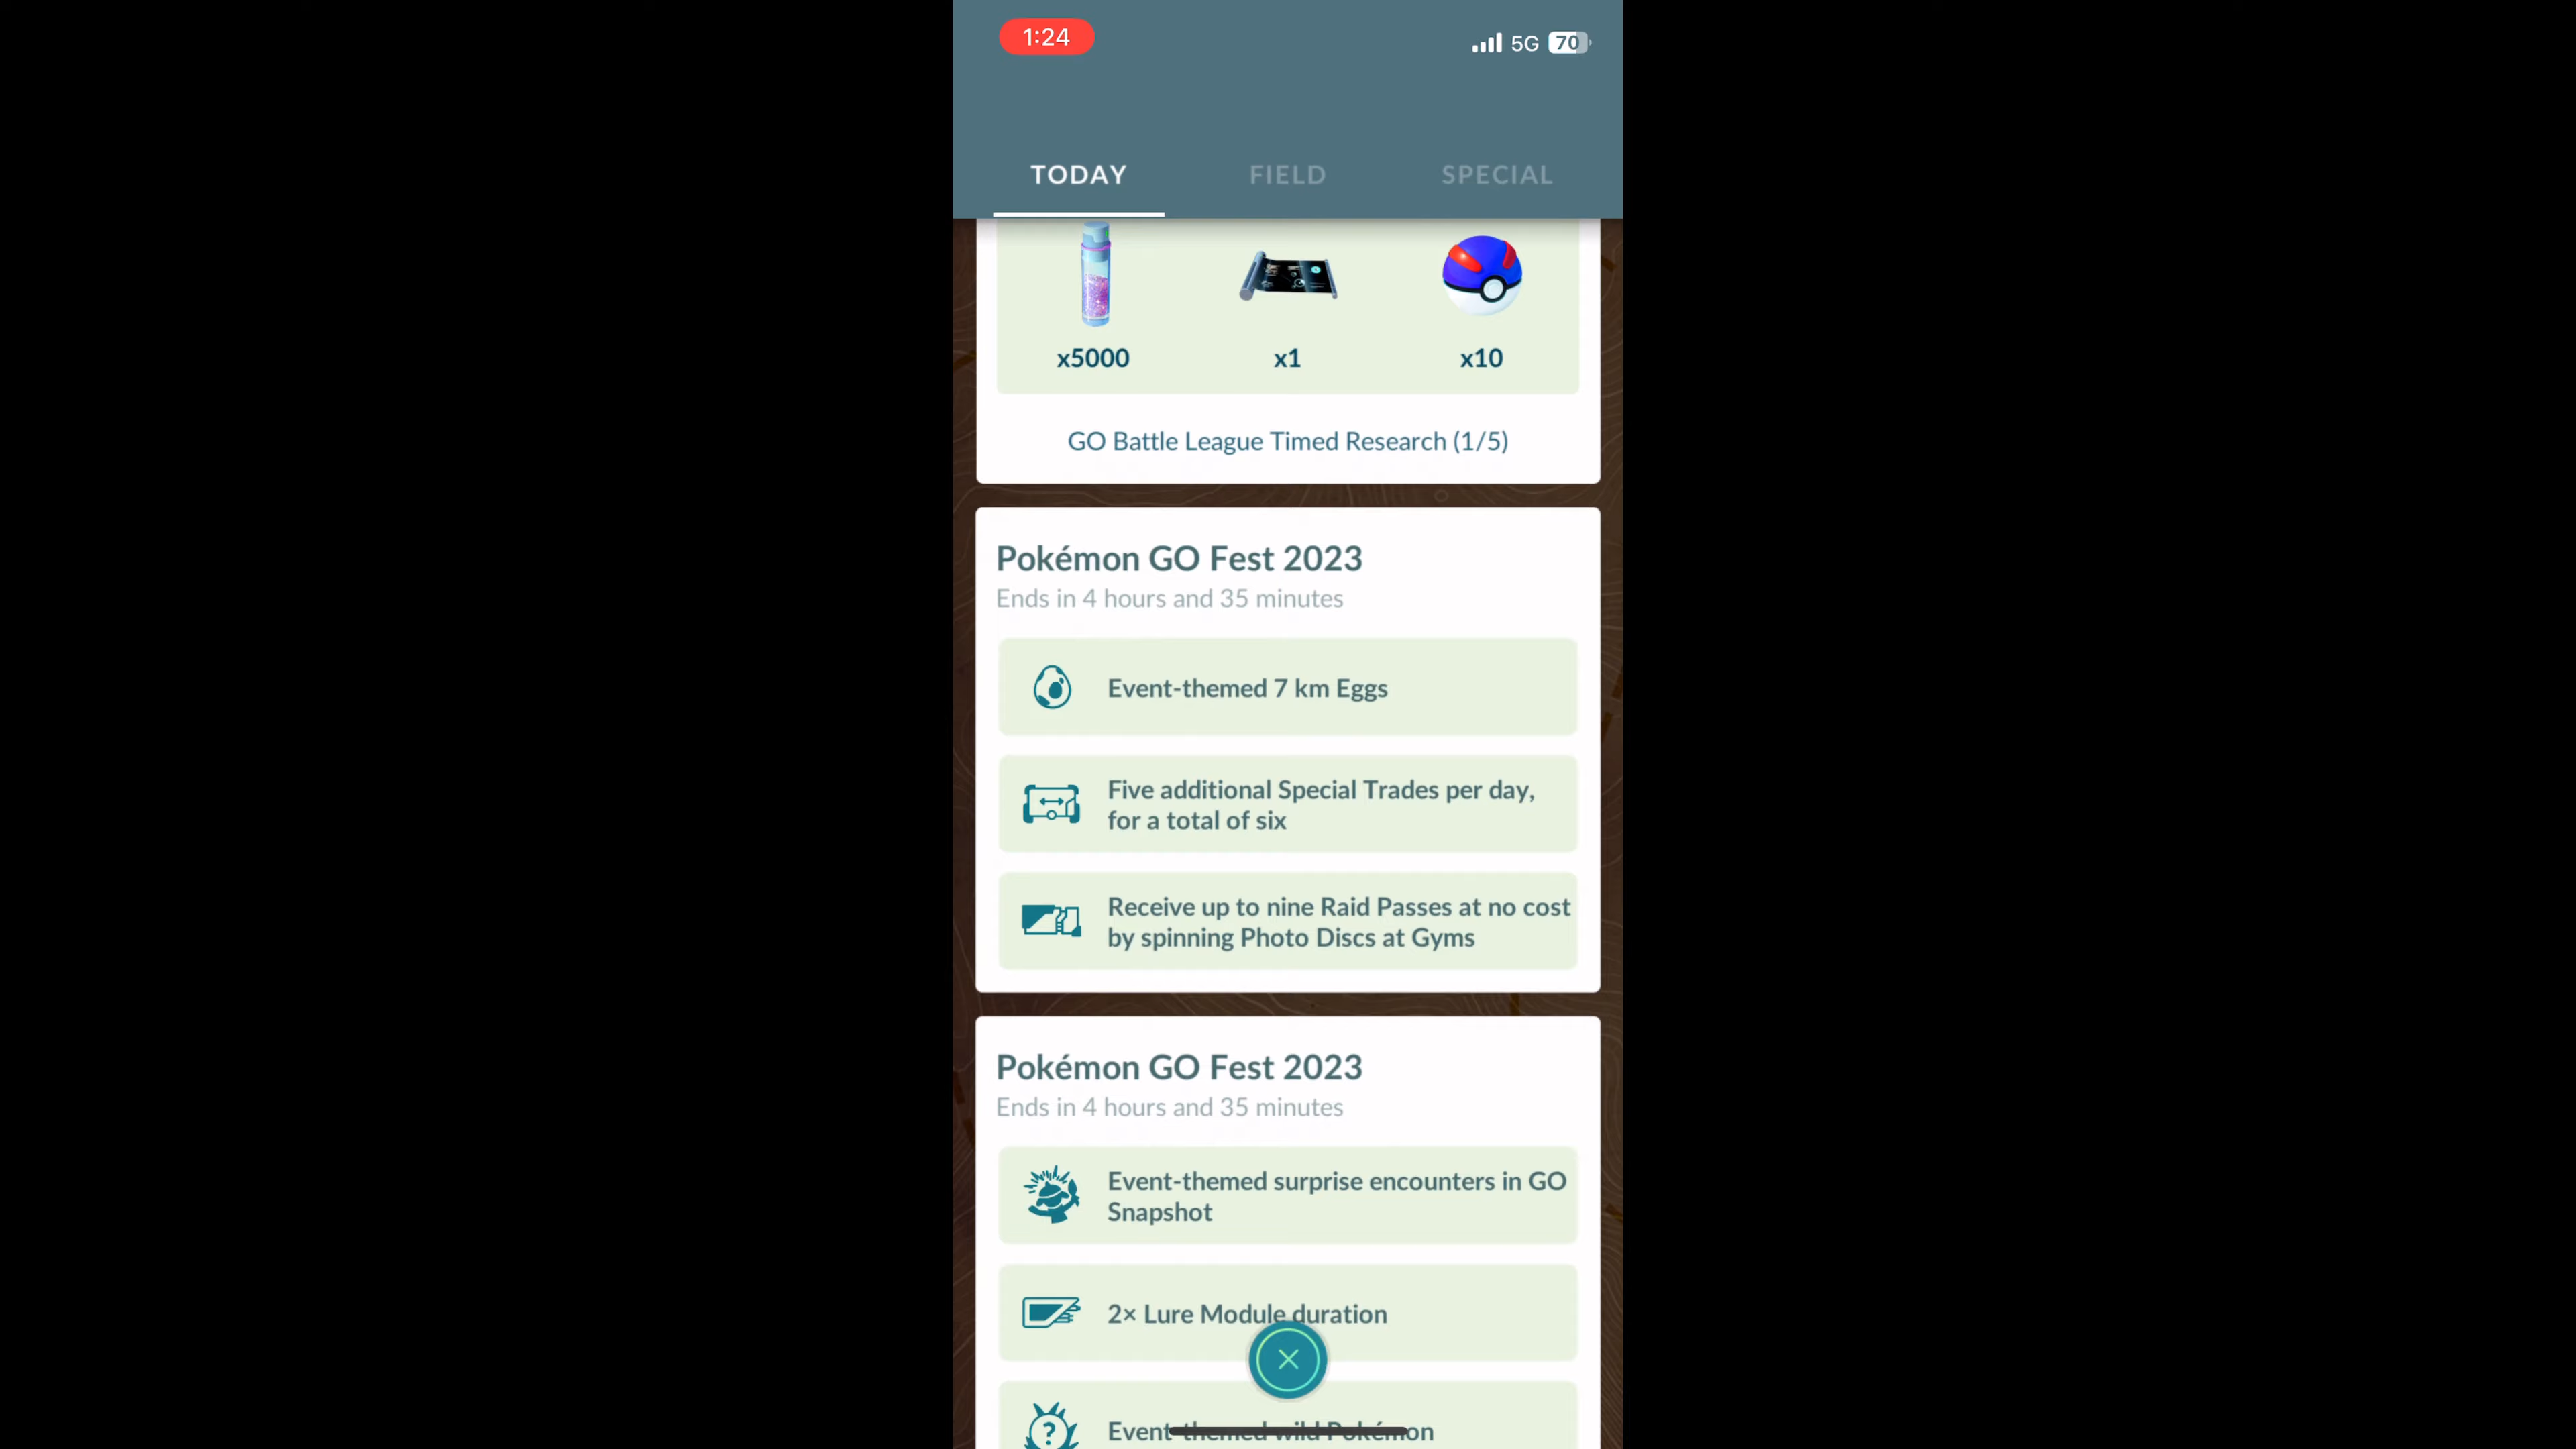 1:24
5G 70
TODAY FIELD SPECIAL
x5000 x1 x10
GO Battle League Timed Research (1/5)
Pokémon GO Fest 2023
Ends in 4 hours and 35 minutes
Event-themed 7 km Eggs
Five additional Special Trades per day,
for a total of six
Receive up to nine Raid Passes at no cost
by spinning Photo Discs at Gyms
Pokémon GO Fest 2023
Ends in 4 hours and 35 minutes
Event-themed surprise encounters in GO
Snapshot
2× Lure Module duration
Event-themed wild Pokémon